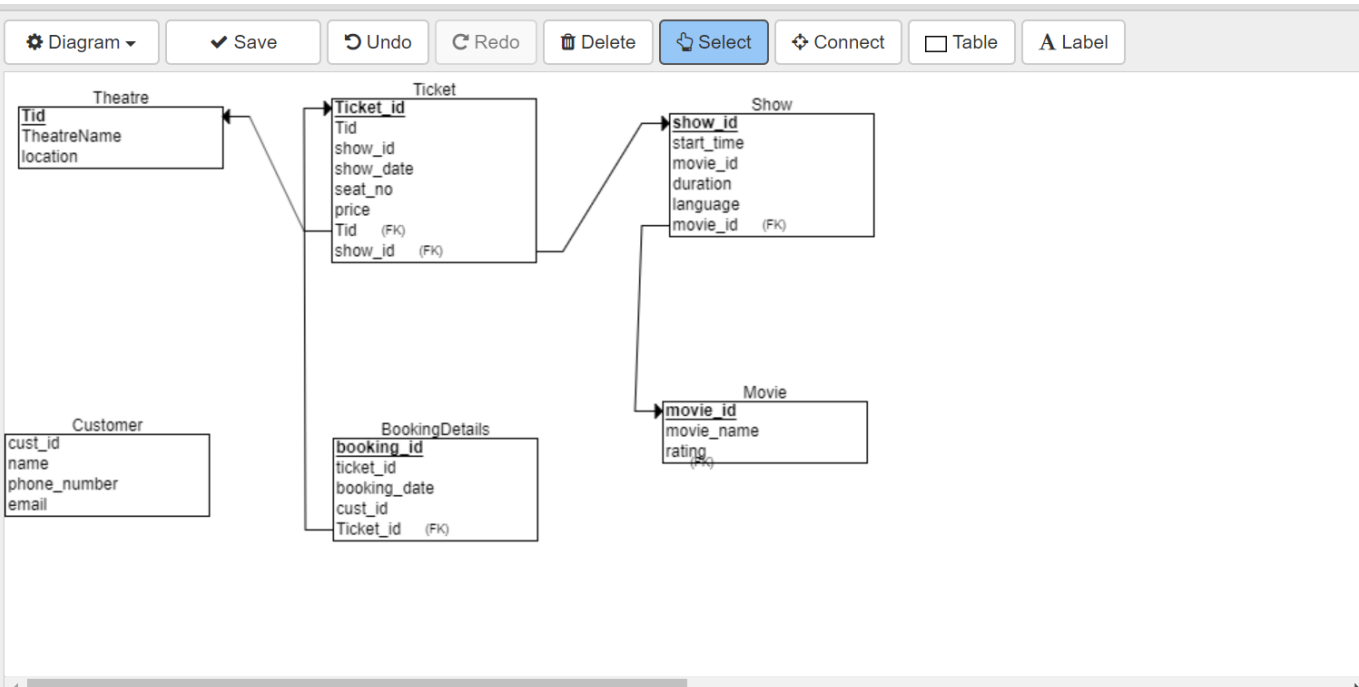 Diagram Save Undo Redo Delete Select Connect Table Label
Theatre
Tid
TheatreName
location
Ticket
Ticket_id
Tid
show_id
show_date
seat_no
price
Tid (FK)
show_id (FK)
Show
show_id
start_time
movie_id
duration
language
movie_id (FK)
Customer
cust_id
name
phone_number
email
BookingDetails
booking_id
ticket_id
booking_date
cust_id
Ticket_id (FK)
Movie
movie_id
movie_name
rating
(FK)